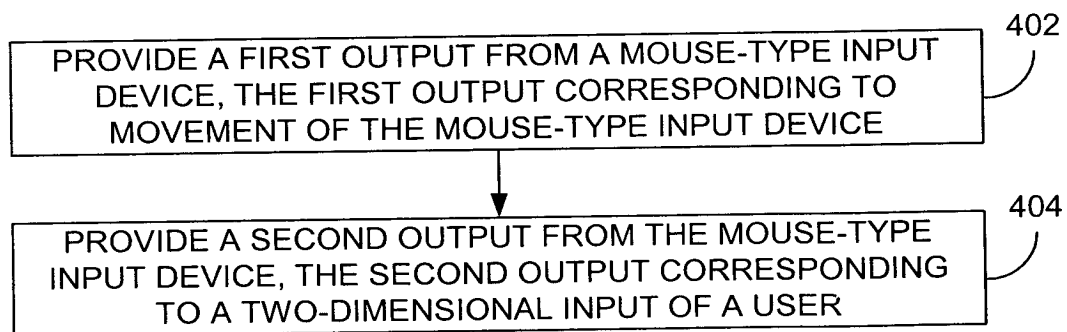 402
PROVIDE A FIRST OUTPUT FROM A MOUSE-TYPE INPUT
DEVICE, THE FIRST OUTPUT CORRESPONDING TO
MOVEMENT OF THE MOUSE-TYPE INPUT DEVICE
404
PROVIDE A SECOND OUTPUT FROM THE MOUSE-TYPE
INPUT DEVICE, THE SECOND OUTPUT CORRESPONDING
TO A TWO-DIMENSIONAL INPUT OF A USER